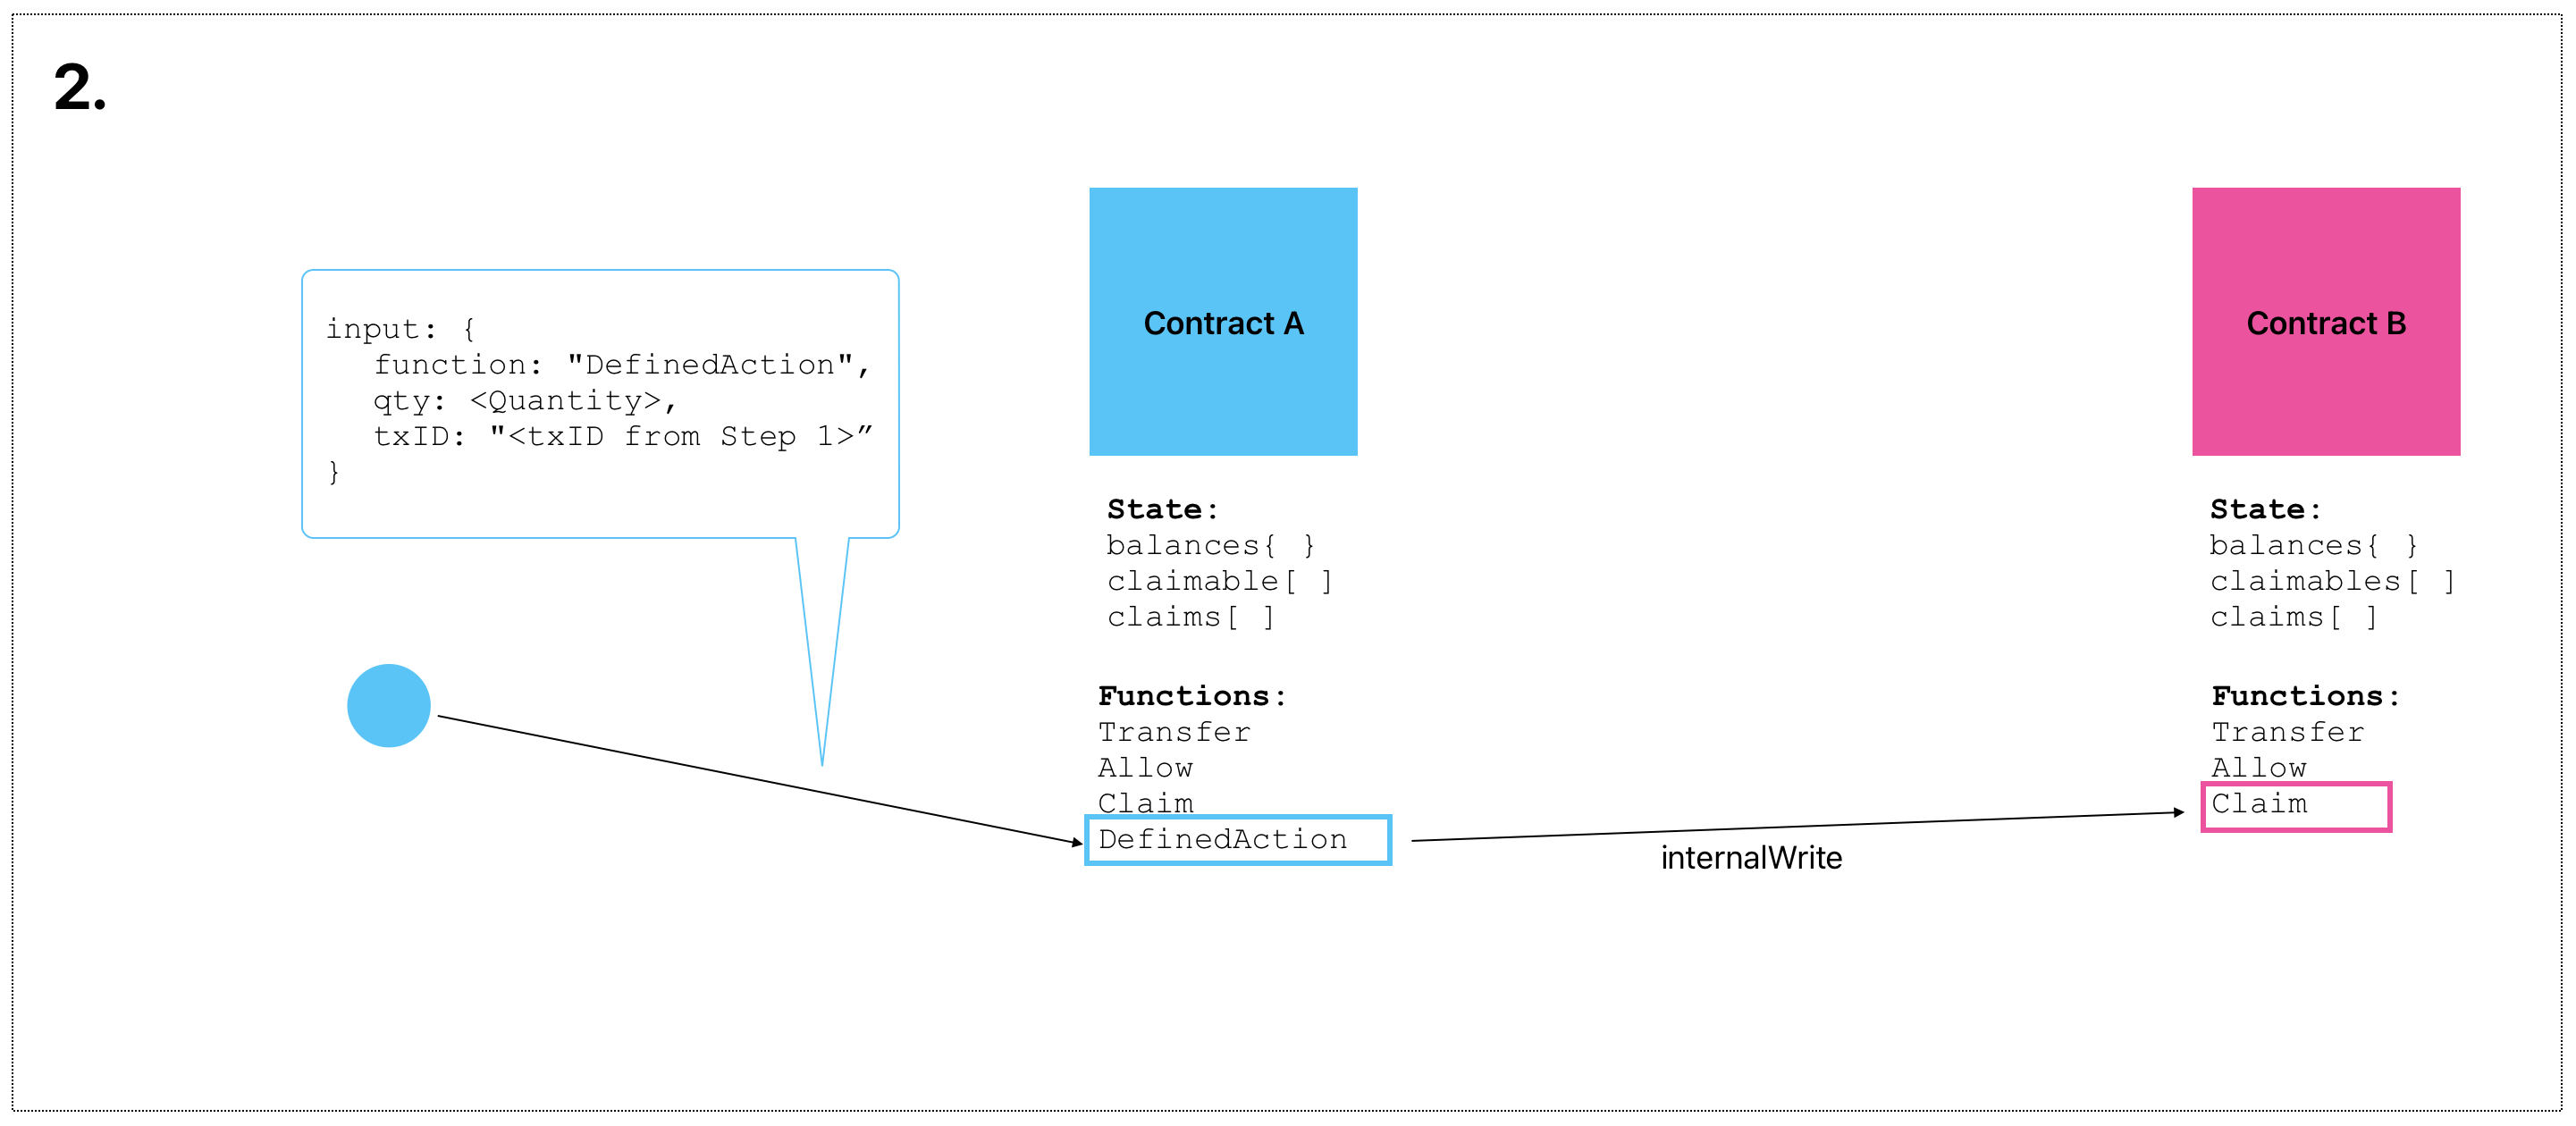 2.
input: {
function: "DefinedAction",
qty: <Quantity>,
txID: "<txID from Step 1>”
}
Contract A
State:
balances{ }
claimable[ ]
claims[ ]
Functions:
Transfer
Allow
Claim
DefinedAction
internalWrite
Contract B
State:
balances{ }
claimables[ ]
claims[ ]
Functions:
Transfer
Allow
Claim